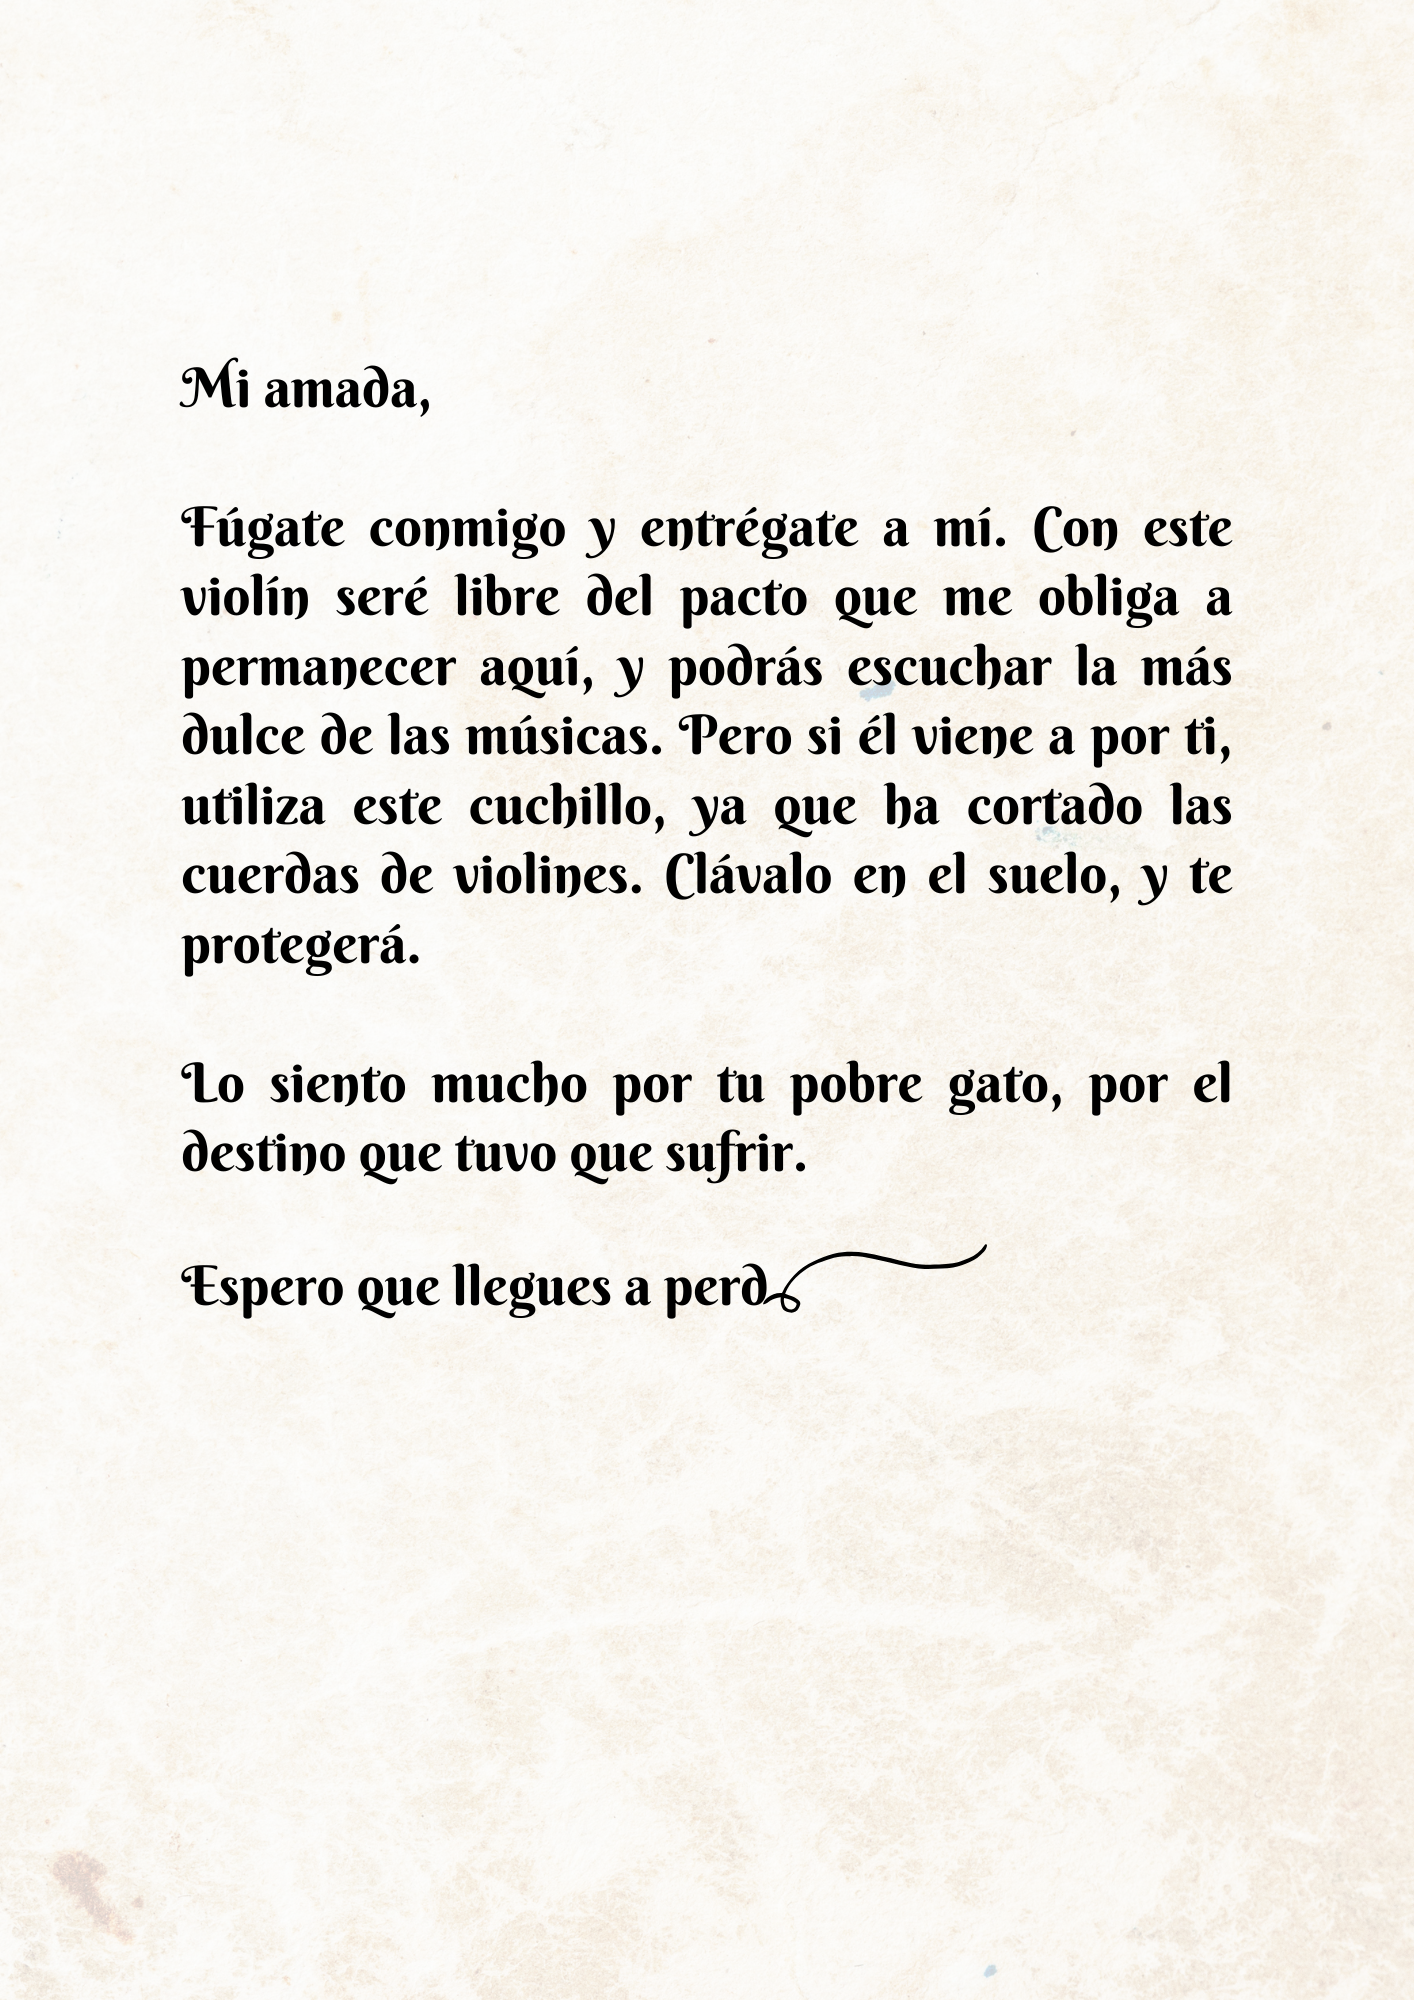 Mi amada,
Fúgate conmigo y entrégate a mí. Con este
violín seré libre del pacto que me obliga a
permanecer aquí, y podrás escuchar la más
dulce de las músicas. Pero si él viene a por ti,
utiliza este cuchillo, ya que ha cortado las
cuerdas de violines. Clávalo en el suelo, y te
protegerá.
Lo siento mucho por tu pobre gato, por el
destino que tuvo que sufrir.
Espero que llegues a perd